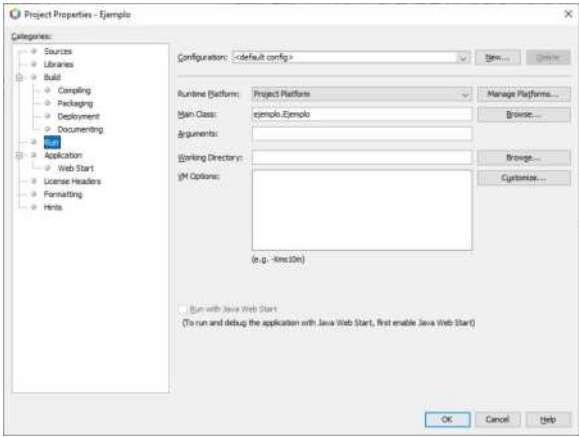 Project Properties - Ejemplo
Categories:
Sources
Libraries
Build
Compiling
Packaging
Deployment
Documenting
Run
Application
Web Start
License Headers
Formatting
Hints
Configuration: <default config> New... Delete
Runtime Platform: Project Platform Manage Platforms...
Main Class: ejemplo.Ejemplo Browse...
Arguments:
Working Directory: Browse...
VM Options: Customize...
(e.g. -Xms10m)
Run with Java Web Start
(To run and debug the application with Java Web Start, first enable Java Web Start)
OK Cancel Help